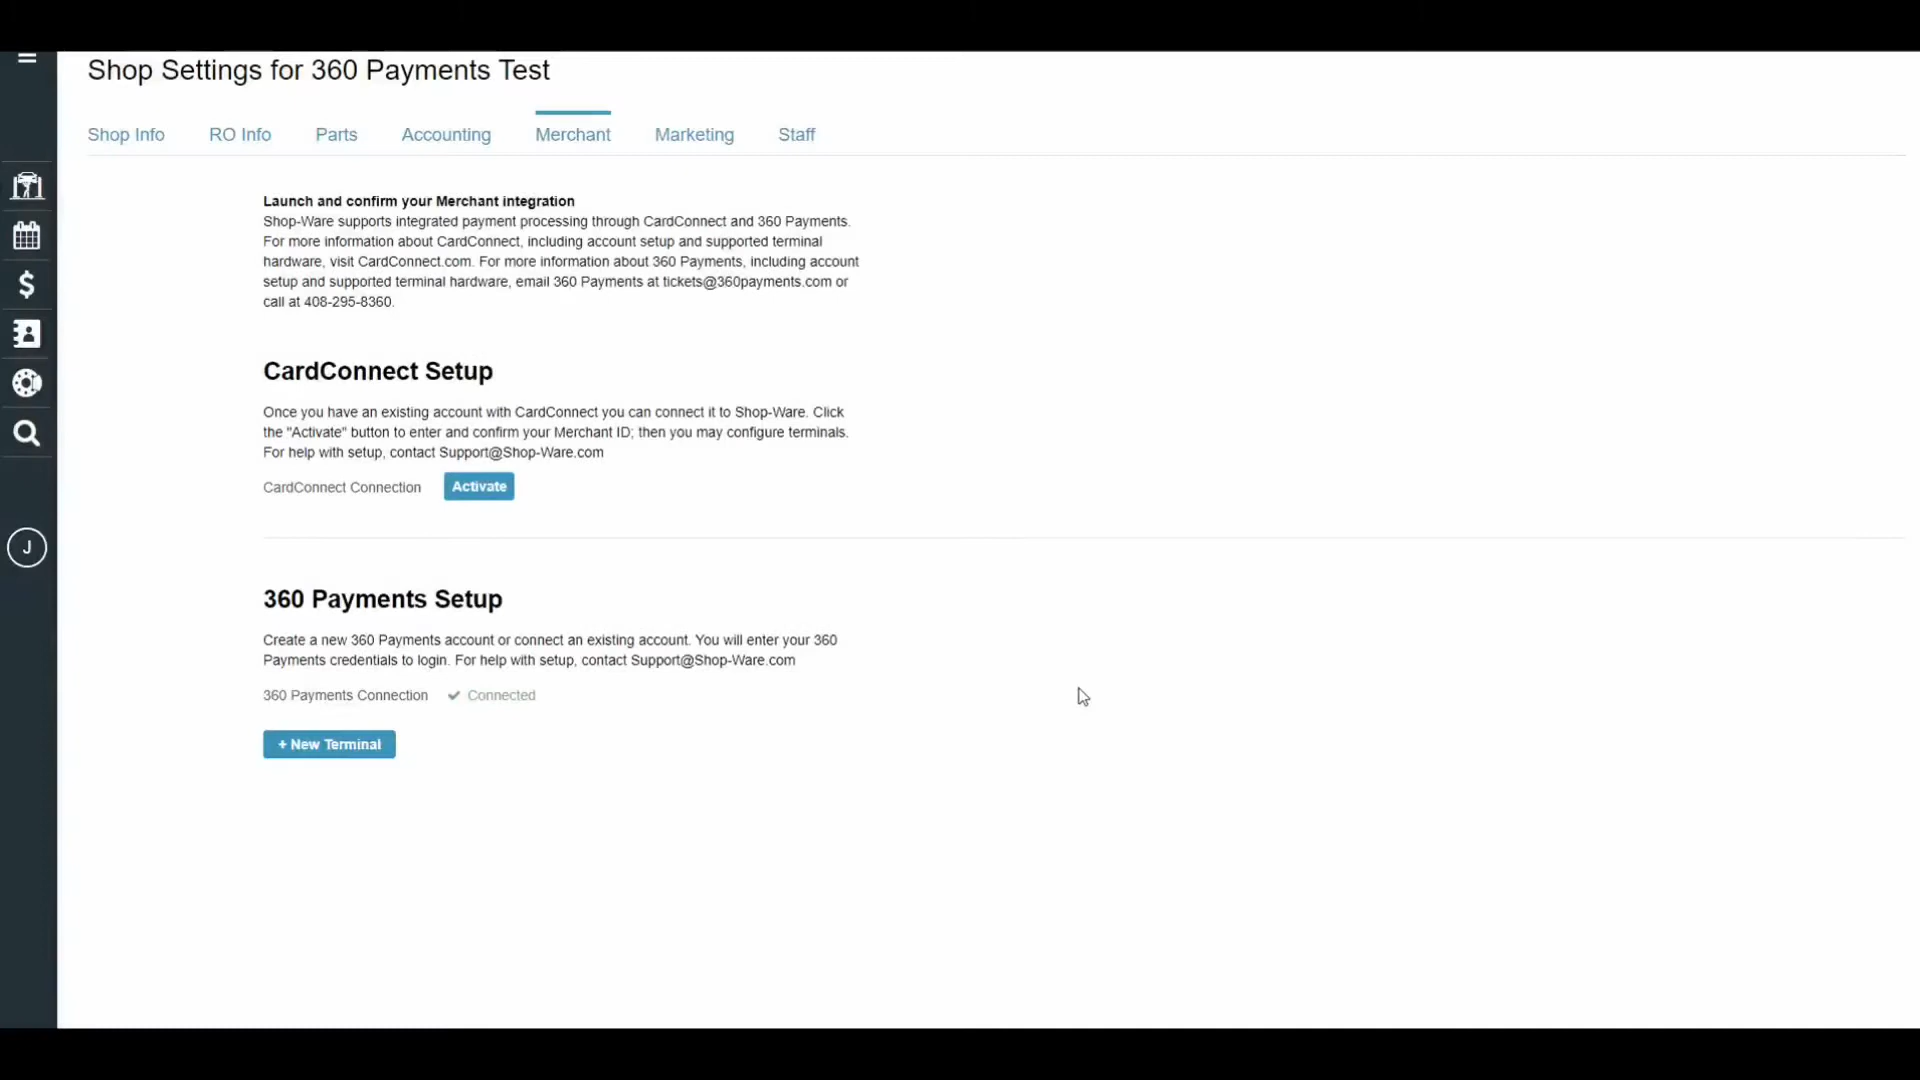 Shop Settings for 360 Payments Test
Shop Info RO Info Parts Accounting Merchant Marketing Staff
Launch and confirm your Merchant integration
Shop-Ware supports integrated payment processing through CardConnect and 360 Payments.
For more information about CardConnect, including account setup and supported terminal
hardware, visit CardConnect.com. For more information about 360 Payments, including account
setup and supported terminal hardware, email 360 Payments at tickets@360payments.com or
call at 408-295-8360.
CardConnect Setup
Once you have an existing account with CardConnect you can connect it to Shop-Ware. Click
the "Activate" button to enter and confirm your Merchant ID; then you may configure terminals.
For help with setup, contact Support@Shop-Ware.com
CardConnect Connection Activate
J
360 Payments Setup
Create a new 360 Payments account or connect an existing account. You will enter your 360
Payments credentials to login. For help with setup, contact Support@Shop-Ware.com
360 Payments Connection ✓ Connected
+ New Terminal